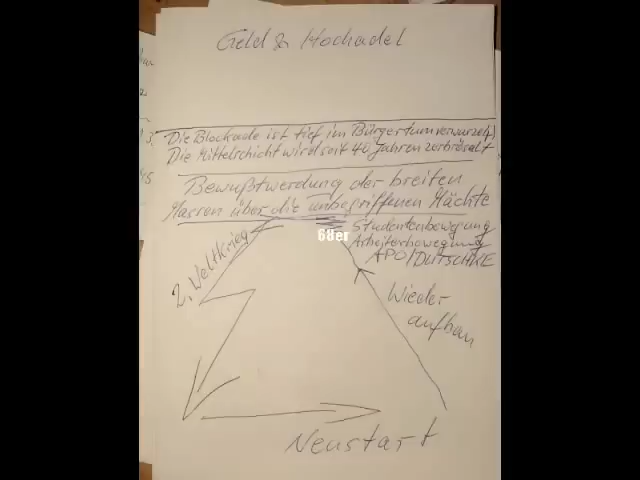 Geld & Hochadel
Die Blockade ist tief im Bürgertum verwurzelt
Die Mittelschicht wird seit 40 Jahren zerbröselt
Bewußtwerdung der breiten
Massen über die unbegriffenen Mächte
68er
Studentenbewegung
Arbeiterbewegung
APO/DUTSCHKE
2. Weltkrieg
Wieder
aufbau
Neustart